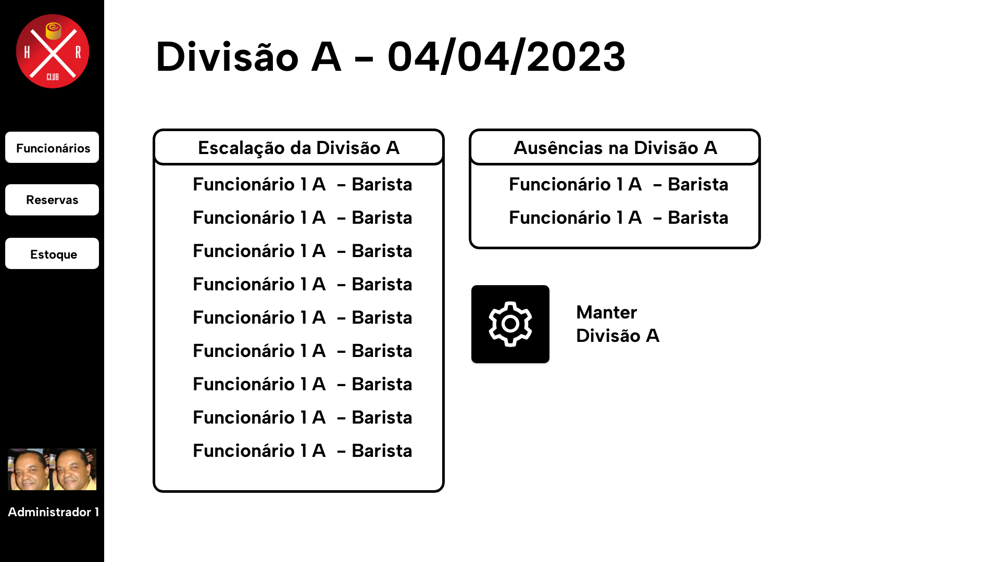 H R
CLUB
Funcionários
Reservas
Estoque
Administrador 1
Divisão A - 04/04/2023
Escalação da Divisão A
Funcionário 1 A - Barista
Funcionário 1 A - Barista
Funcionário 1 A - Barista
Funcionário 1 A - Barista
Funcionário 1 A - Barista
Funcionário 1 A - Barista
Funcionário 1 A - Barista
Funcionário 1 A - Barista
Funcionário 1 A - Barista
Ausências na Divisão A
Funcionário 1 A - Barista
Funcionário 1 A - Barista
Manter
Divisão A